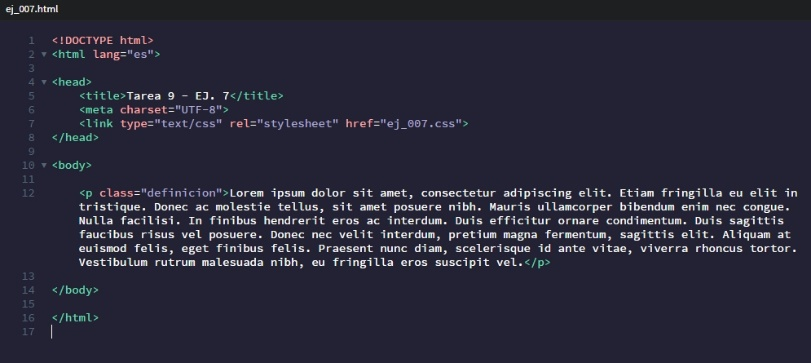 ej_007.html
1 <!DOCTYPE html>
2 <html lang="es">
3
4 <head>
5 <title>Tarea 9 - EJ. 7</title>
6 <meta charset="UTF-8">
7 <link type="text/css" rel="stylesheet" href="ej_007.css">
8 </head>
9
10 <body>
11
12 <p class="definicion">Lorem ipsum dolor sit amet, consectetur adipiscing elit. Etiam fringilla eu elit in
tristique. Donec ac molestie tellus, sit amet posuere nibh. Mauris ullamcorper bibendum enim nec congue.
Nulla facilisi. In finibus hendrerit eros ac interdum. Duis efficitur ornare condimentum. Duis sagittis
faucibus risus vel posuere. Donec nec velit interdum, pretium magna fermentum, sagittis elit. Aliquam at
euismod felis, eget finibus felis. Praesent nunc diam, scelerisque id ante vitae, viverra rhoncus tortor.
Vestibulum rutrum malesuada nibh, eu fringilla eros suscipit vel.</p>
13
14 </body>
15
16 </html>
17